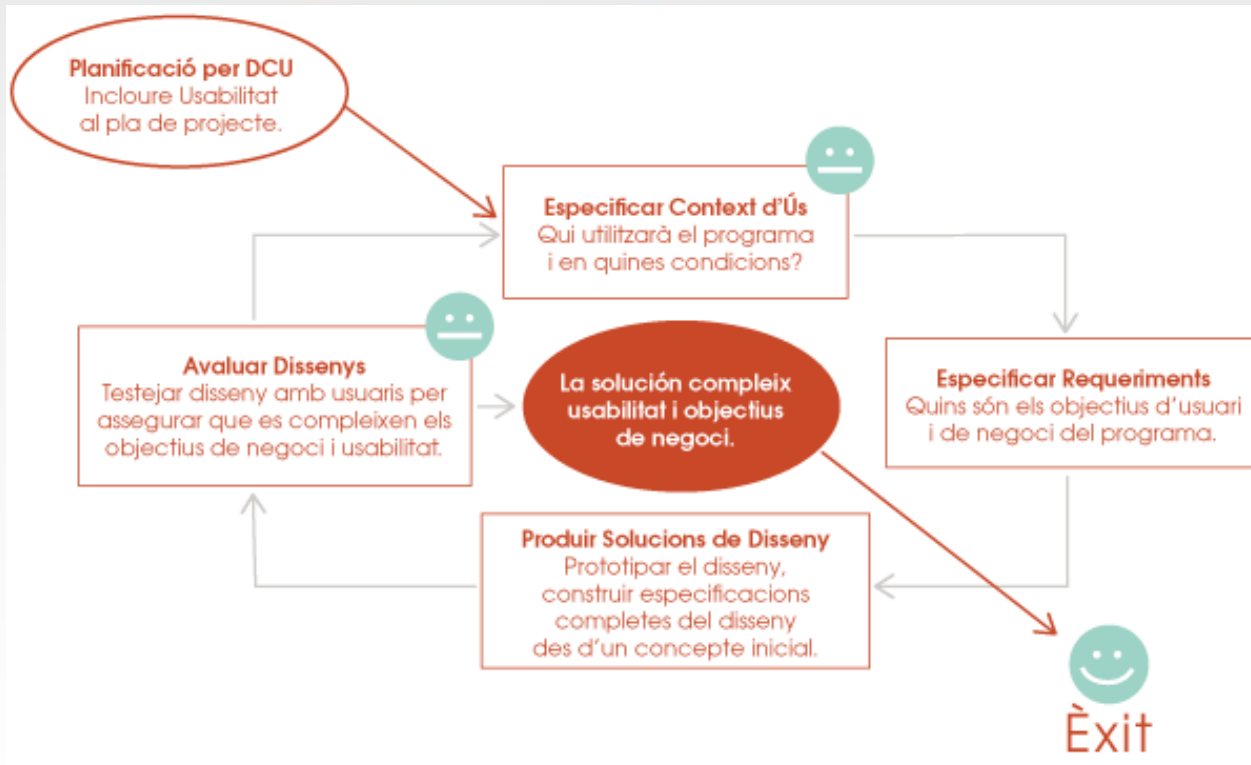 Planificació per DCU
Incloure Usabilitat
al pla de projecte.
Especificar Context d'Ús
Qui utilitzarà el programa
i en quines condicions?
Avaluar Dissenys
Testejar disseny amb usuaris per
assegurar que es compleixen els
objectius de negoci i usabilitat.
La solución compleix
usabilitat i objectius
de negoci.
Especificar Requeriments
Quins són els objectius d'usuari
i de negoci del programa.
Produir Solucions de Disseny
Prototipar el disseny,
construir especificacions
completes del disseny
des d'un concepte inicial.
Èxit